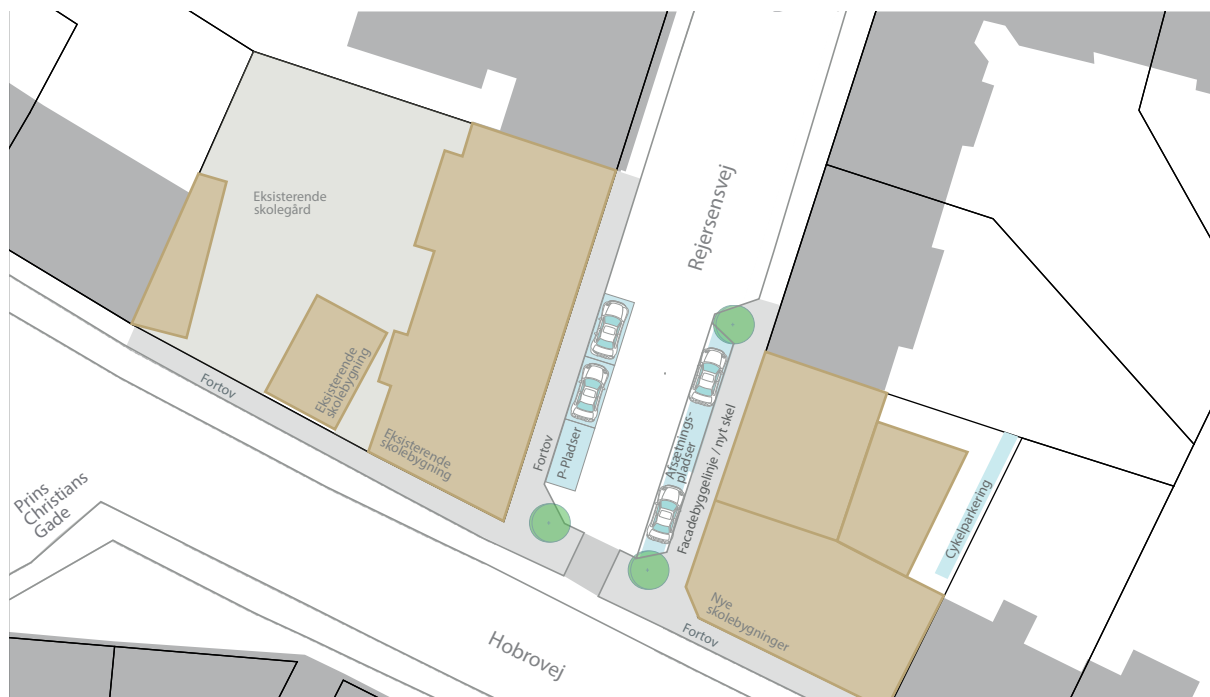 Eksisterende
skolegård
Rejersensvej
Eksisterende
skolebygning
Fortov
Eksisterende
skolebygning
Fortov
P-Pladser
Afsætnings-
pladser
Facadebyggelinje / nyt skel
Cykelparkering
Prins
Christians
Gade
Nye
skolebygninger
Fortov
Hobrovej